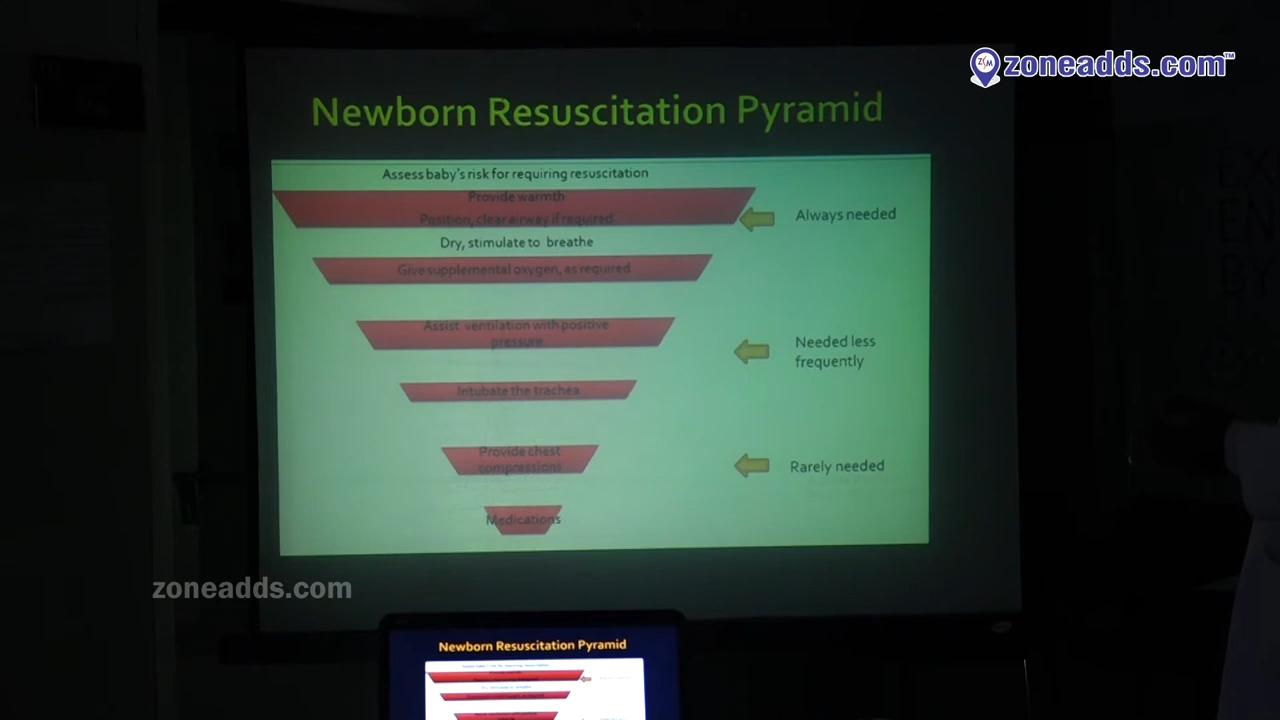 zoneadds.com™
Newborn Resuscitation Pyramid
Assess baby's risk for requiring resuscitation
Provide warmth
Position, clear airway if required
Always needed
Dry, stimulate to breathe
Give supplemental oxygen, as required
Assist ventilation with positive
pressure
Needed less
frequently
Intubate the trachea
Provide chest
compressions
Rarely needed
Medications
zoneadds.com
Newborn Resuscitation Pyramid